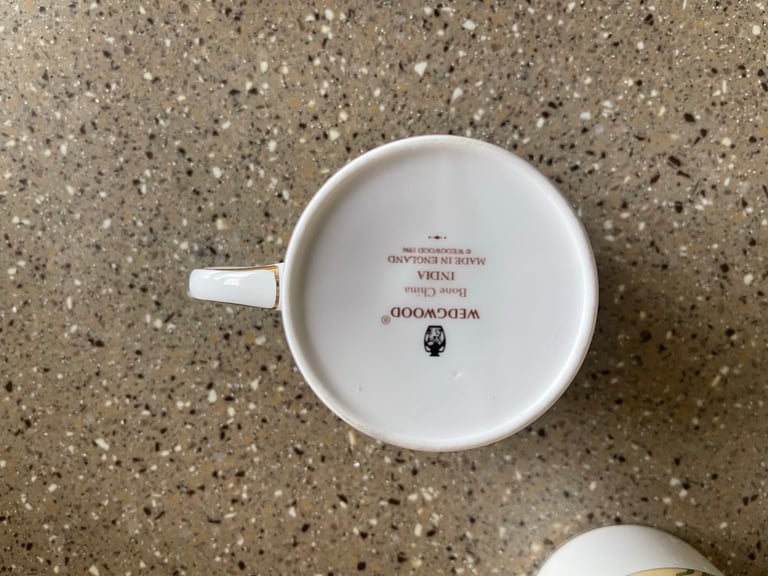 WEDGWOOD®
Bone China
INDIA
MADE IN ENGLAND
© WEDGWOOD 1996